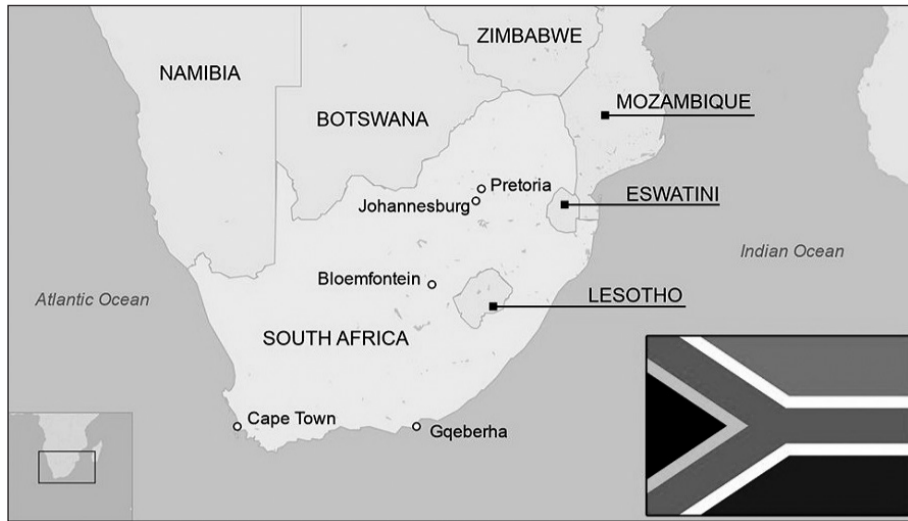 ZIMBABWE
NAMIBIA
MOZAMBIQUE
BOTSWANA
Pretoria
ESWATINI
Johannesburg
Indian Ocean
Bloemfontein
Atlantic Ocean
LESOTHO
SOUTH AFRICA
Cape Town
Gqeberha